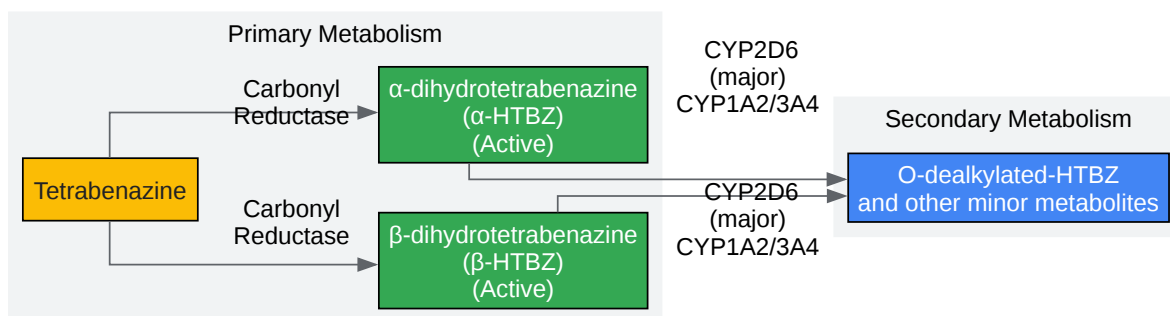 Primary Metabolism
CYP2D6
(major)
CYP1A2/3A4
Carbonyl
Reductase
α-dihydrotetrabenazine
(α-HTBZ)
(Active)
Secondary Metabolism
Tetrabenazine
O-dealkylated-HTBZ
and other minor metabolites
Carbonyl
Reductase
β-dihydrotetrabenazine
(β-HTBZ)
(Active)
CYP2D6
(major)
CYP1A2/3A4